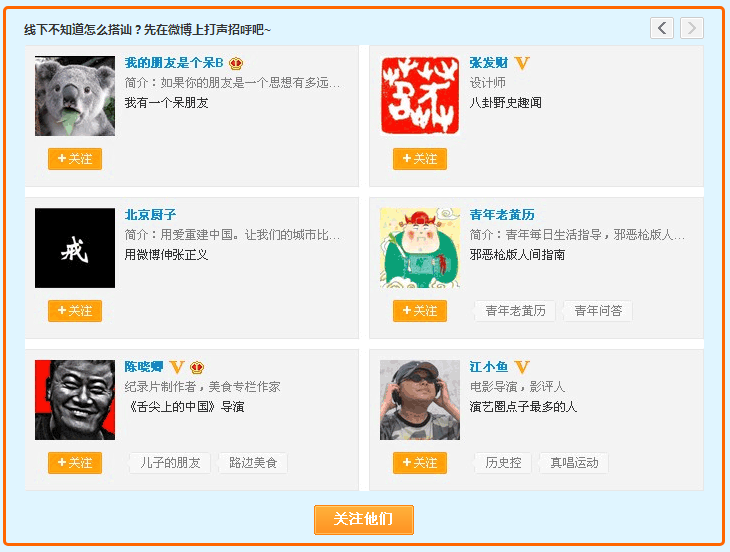 线下不知道怎么搭讪？先在微博上打声招呼吧~
我的朋友是个呆B
简介：如果你的朋友是一个思想有多远...
我有一个呆朋友
+关注
张发财
设计师
八卦野史趣闻
+关注
北京厨子
简介：用爱重建中国。让我们的城市比...
用微博伸张正义
戒
+关注
青年老黄历
简介：青年每日生活指导，邪恶枪版人...
邪恶枪版人间指南
+关注
青年老黄历
青年问答
陈晓卿
纪录片制作者，美食专栏作家
《舌尖上的中国》导演
+关注
儿子的朋友
路边美食
江小鱼
电影导演，影评人
演艺圈点子最多的人
+关注
历史控
真唱运动
关注他们